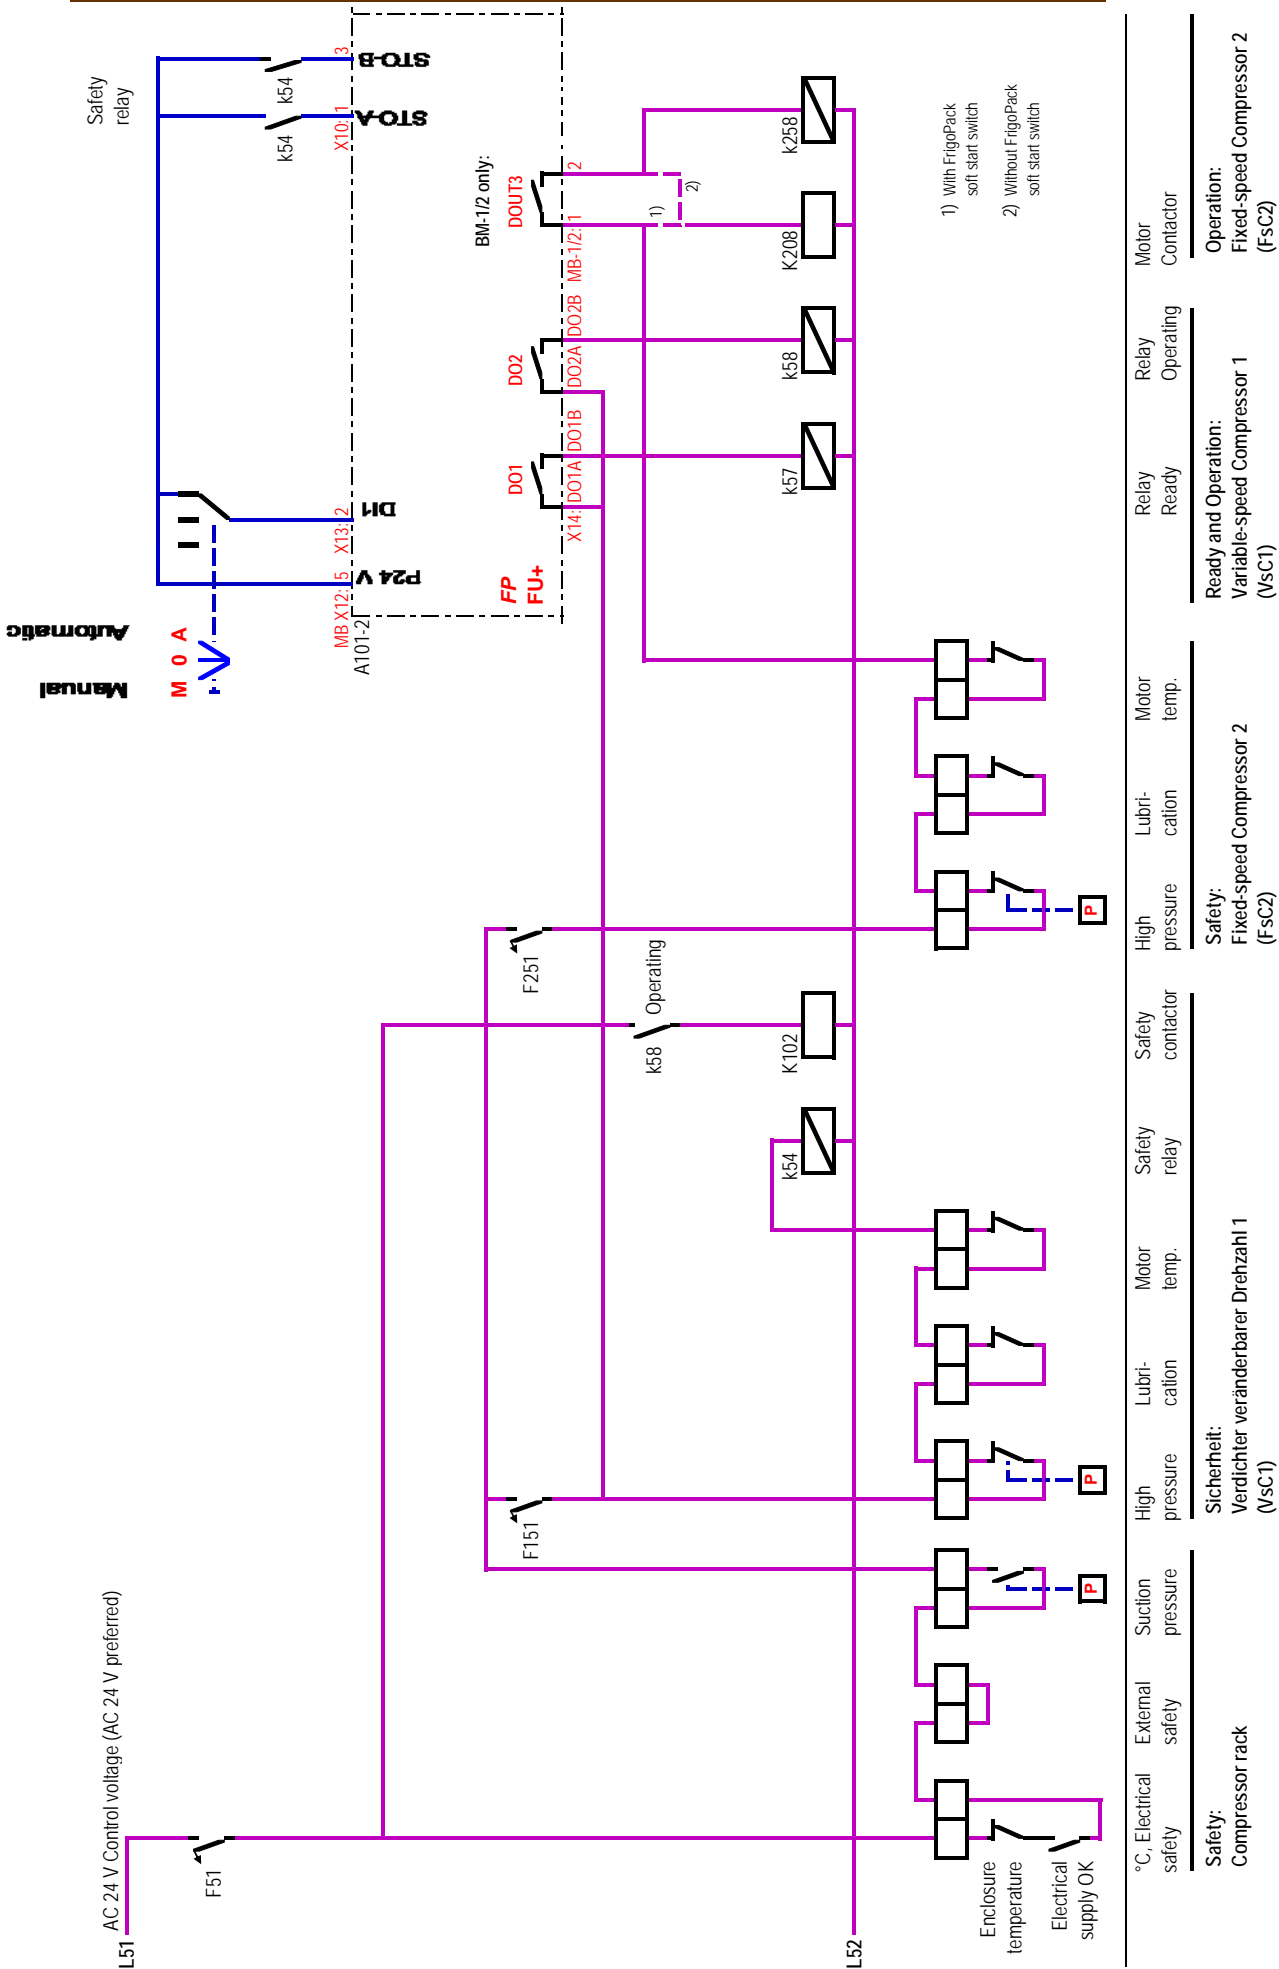 AC 24 V Control voltage (AC 24 V preferred)
L51
F51
F151
F251
k58
Operating
K102
k54
L52
Safety
relay
k54
k54
Manual
Automatic
M 0 A
MB X12: 5
X13: 2
X10: 1
3
P24 V
DI1
STO-A
STO-B
A101-2
FP
FU+
BM-1/2 only:
DO1
DO2
DOUT3
X14: DO1A DO1B
DO2A DO2B
MB-1/2: 1
2
1)
2)
k57
k58
K208
k258
1) With FrigoPack
soft start switch
2) Without FrigoPack
soft start switch
Enclosure
temperature
Electrical
supply OK
P
P
P
°C, Electrical
safety
External
safety
Suction
pressure
High
pressure
Lubri-
cation
Motor
temp.
Safety
relay
Safety
contactor
High
pressure
Lubri-
cation
Motor
temp.
Relay
Ready
Relay
Operating
Motor
Contactor
Safety:
Compressor rack
Sicherheit:
Verdichter veränderbarer Drehzahl 1
(VsC1)
Safety:
Fixed-speed Compressor 2
(FsC2)
Ready and Operation:
Variable-speed Compressor 1
(VsC1)
Operation:
Fixed-speed Compressor 2
(FsC2)